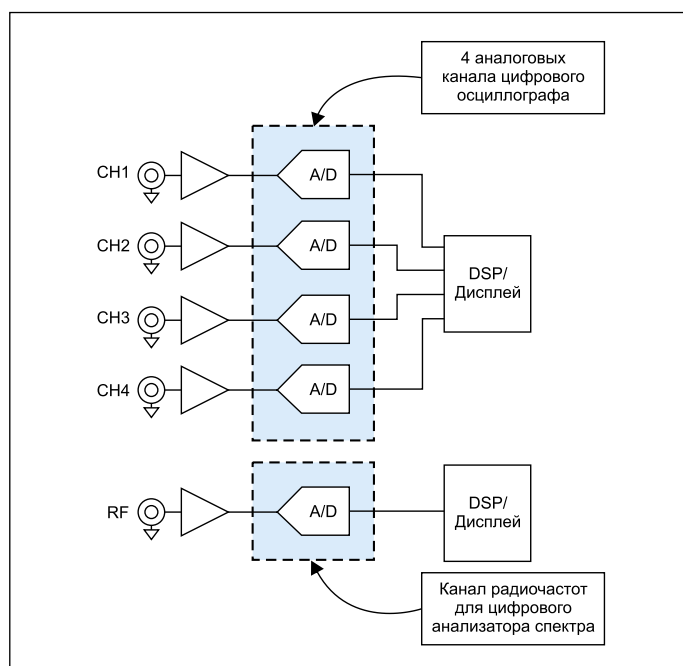 4 аналоговых
канала цифрового
осциллографа
CH1
A/D
CH2
A/D
DSP/
Дисплей
CH3
A/D
CH4
A/D
RF
A/D
DSP/
Дисплей
Канал радиочастот
для цифрового
анализатора спектра